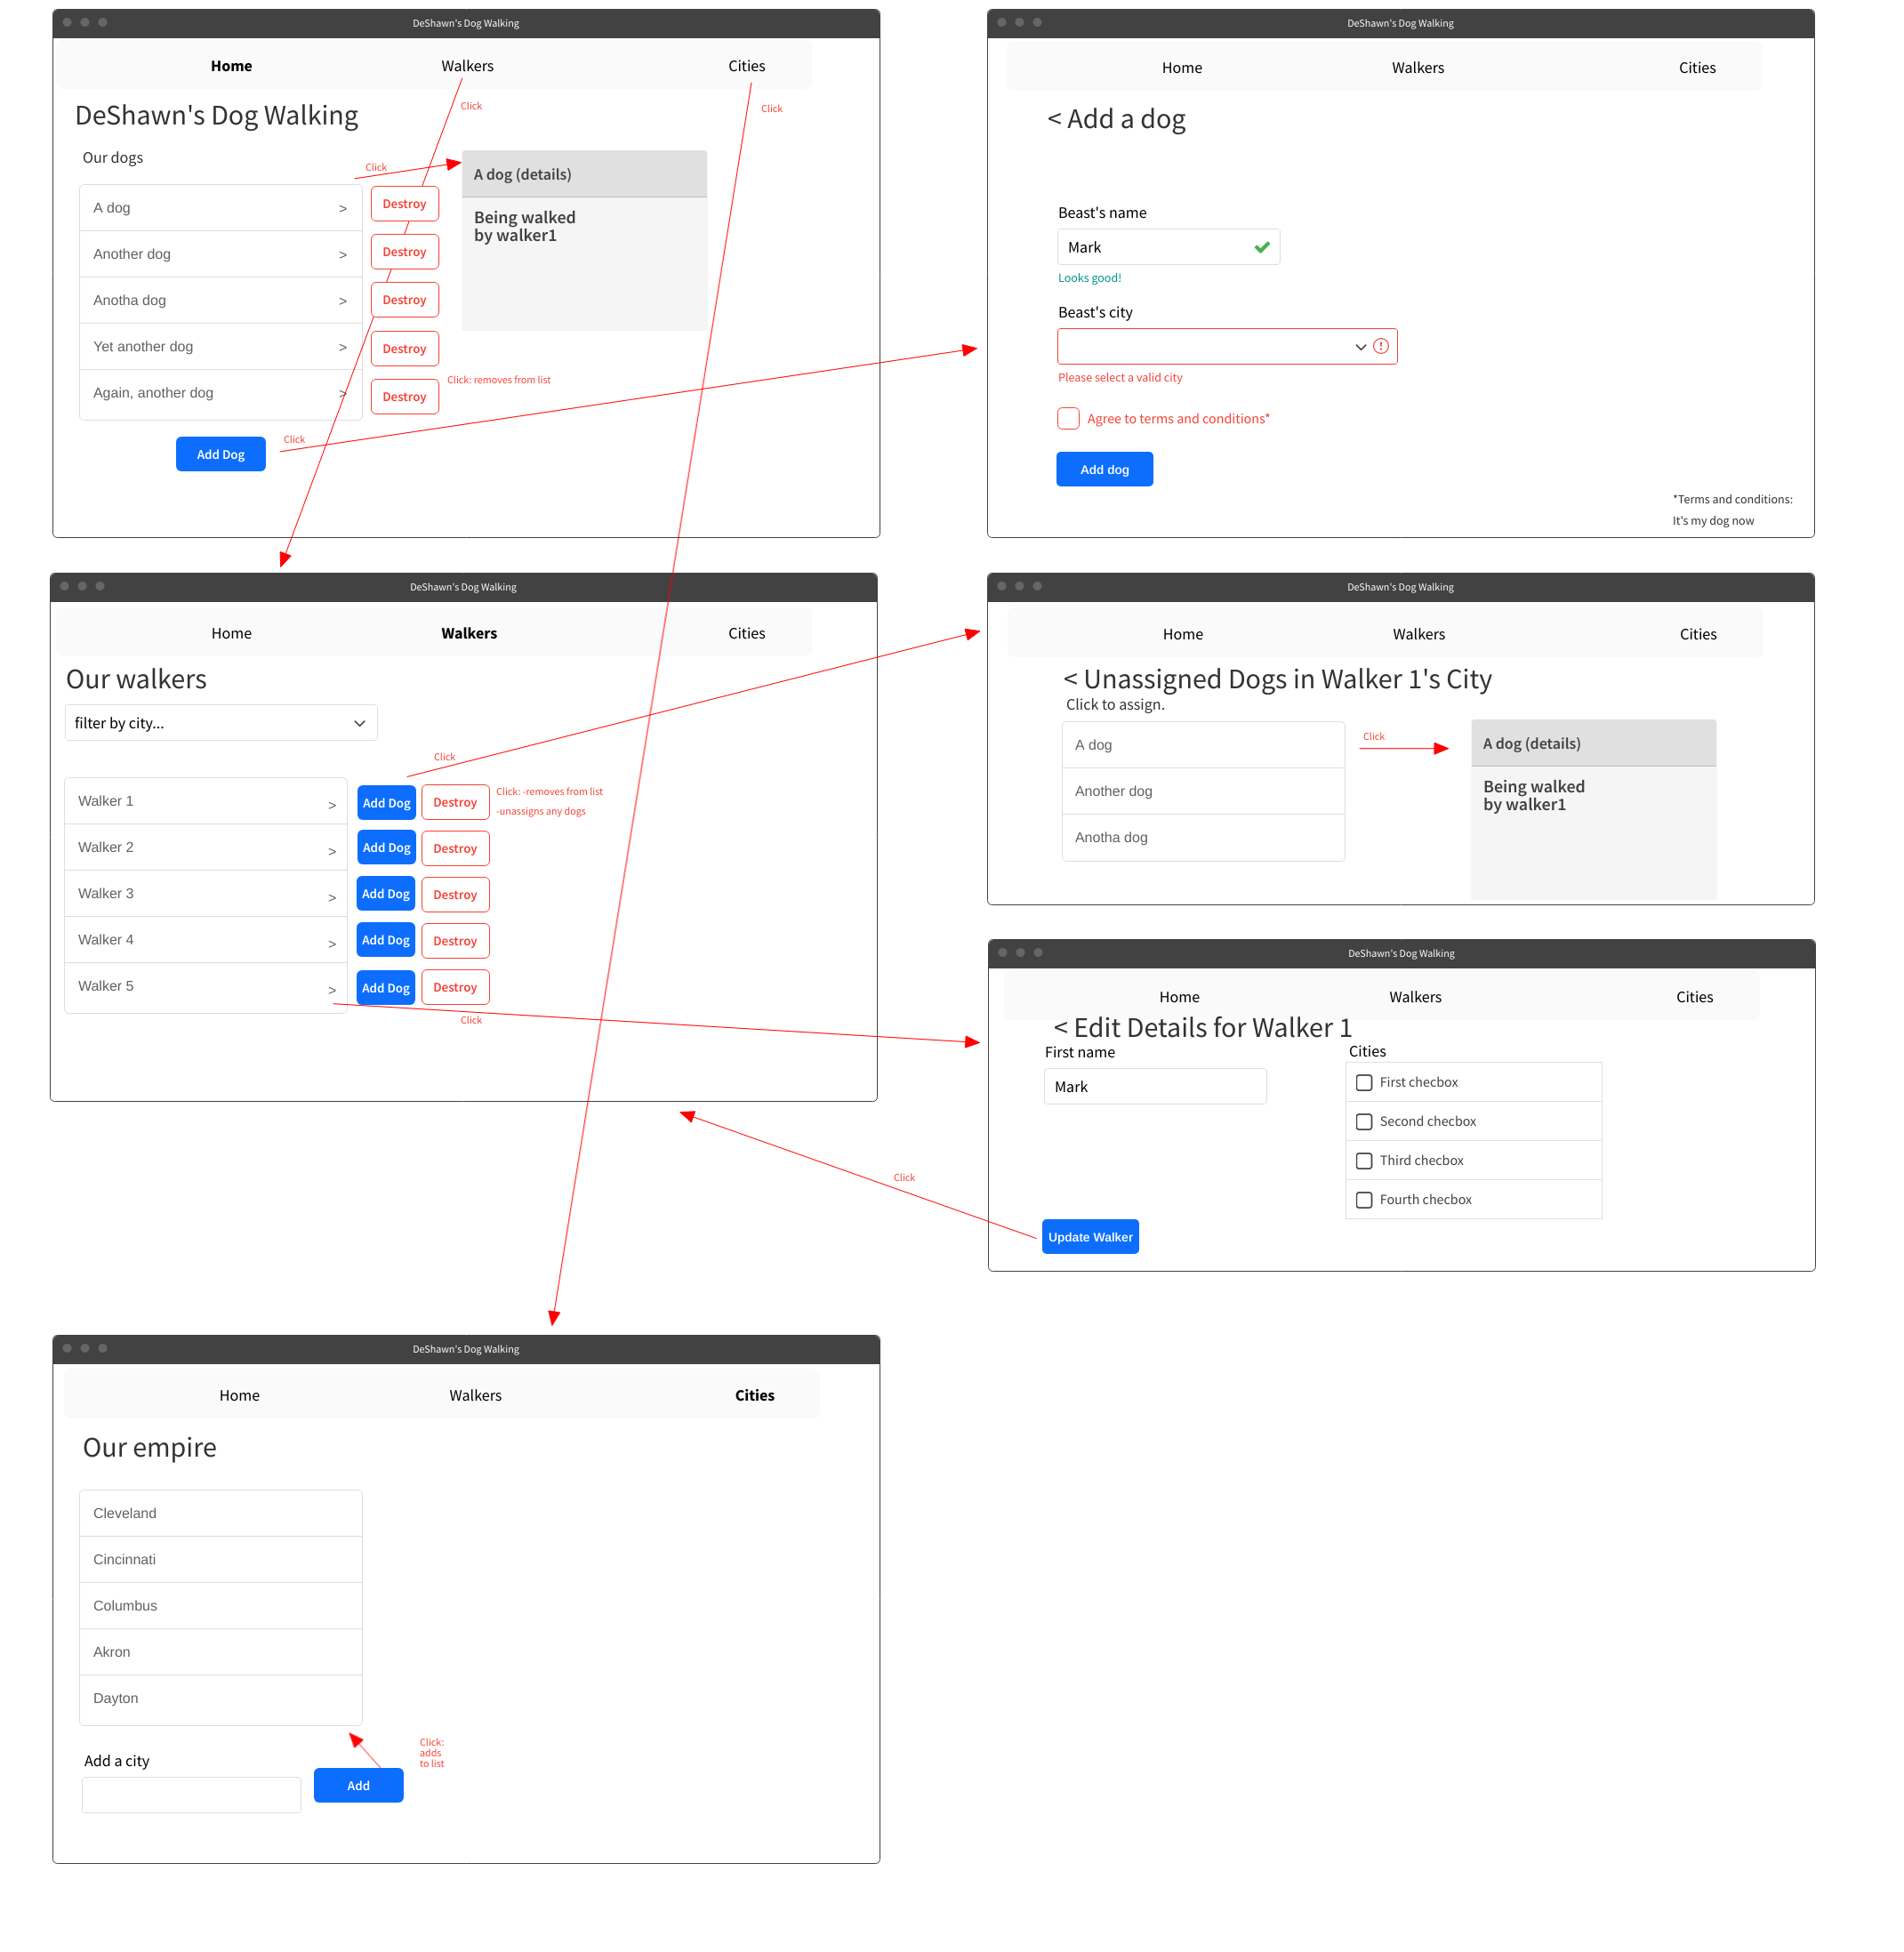 DeShawn's Dog Walking
Home
Walkers
Cities
Click
Click
DeShawn's Dog Walking
Our dogs
Click
A dog
>
Destroy
Another dog
>
Destroy
Anotha dog
>
Destroy
Yet another dog
>
Destroy
Again, another dog
>
Destroy
Click: removes from list
A dog (details)
Being walked
by walker1
Add Dog
Click
DeShawn's Dog Walking
Home
Walkers
Cities
< Add a dog
Beast's name
Mark
Looks good!
Beast's city
Please select a valid city
Agree to terms and conditions*
Add dog
*Terms and conditions:
It's my dog now
DeShawn's Dog Walking
Home
Walkers
Cities
Our walkers
filter by city...
Click
Walker 1
>
Add Dog
Destroy
Click: -removes from list
-unassigns any dogs
Walker 2
>
Add Dog
Destroy
Walker 3
>
Add Dog
Destroy
Walker 4
>
Add Dog
Destroy
Walker 5
>
Add Dog
Destroy
Click
DeShawn's Dog Walking
Home
Walkers
Cities
< Unassigned Dogs in Walker 1's City
Click to assign.
A dog
Another dog
Anotha dog
Click
A dog (details)
Being walked
by walker1
DeShawn's Dog Walking
Home
Walkers
Cities
< Edit Details for Walker 1
First name
Mark
Cities
First checbox
Second checbox
Third checbox
Fourth checbox
Update Walker
Click
DeShawn's Dog Walking
Home
Walkers
Cities
Our empire
Cleveland
Cincinnati
Columbus
Akron
Dayton
Add a city
Add
Click:
adds
to list